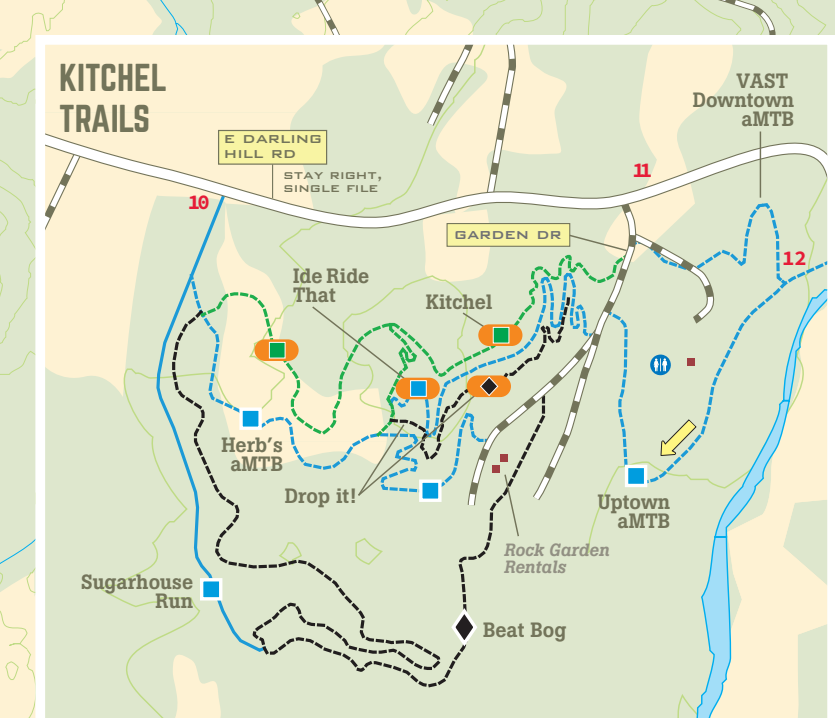 KITCHEL
TRAILS
E DARLING
HILL RD
STAY RIGHT,
SINGLE FILE
VAST
Downtown
aMTB
10
11
12
GARDEN DR
Ide Ride
That
Kitchel
Herb's
aMTB
Drop it!
Uptown
aMTB
Rock Garden
Rentals
Sugarhouse
Run
Beat Bog